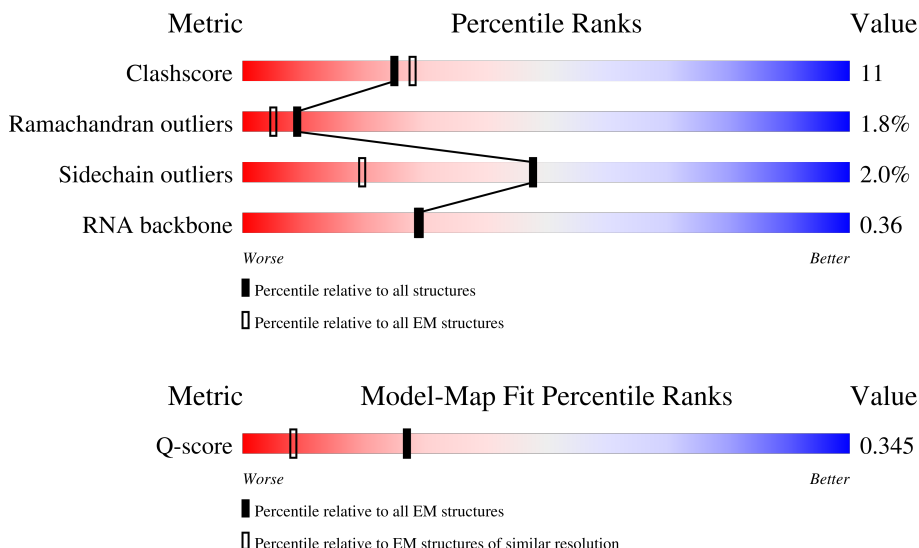 Metric Percentile Ranks Value
Clashscore 11
Ramachandran outliers 1.8%
Sidechain outliers 2.0%
RNA backbone 0.36
Worse Better
Percentile relative to all structures
Percentile relative to all EM structures
Metric Model-Map Fit Percentile Ranks Value
Q-score 0.345
Worse Better
Percentile relative to all EM structures
Percentile relative to EM structures of similar resolution